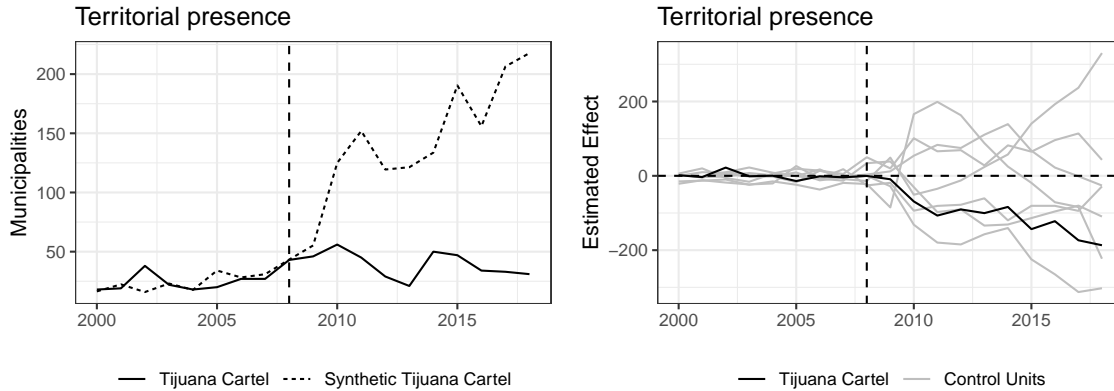 Territorial presence
Municipalities
200
150
100
50
2000
2005
2010
2015
Tijuana Cartel
Synthetic Tijuana Cartel
Territorial presence
Estimated Effect
200
0
−200
2000
2005
2010
2015
Tijuana Cartel
Control Units